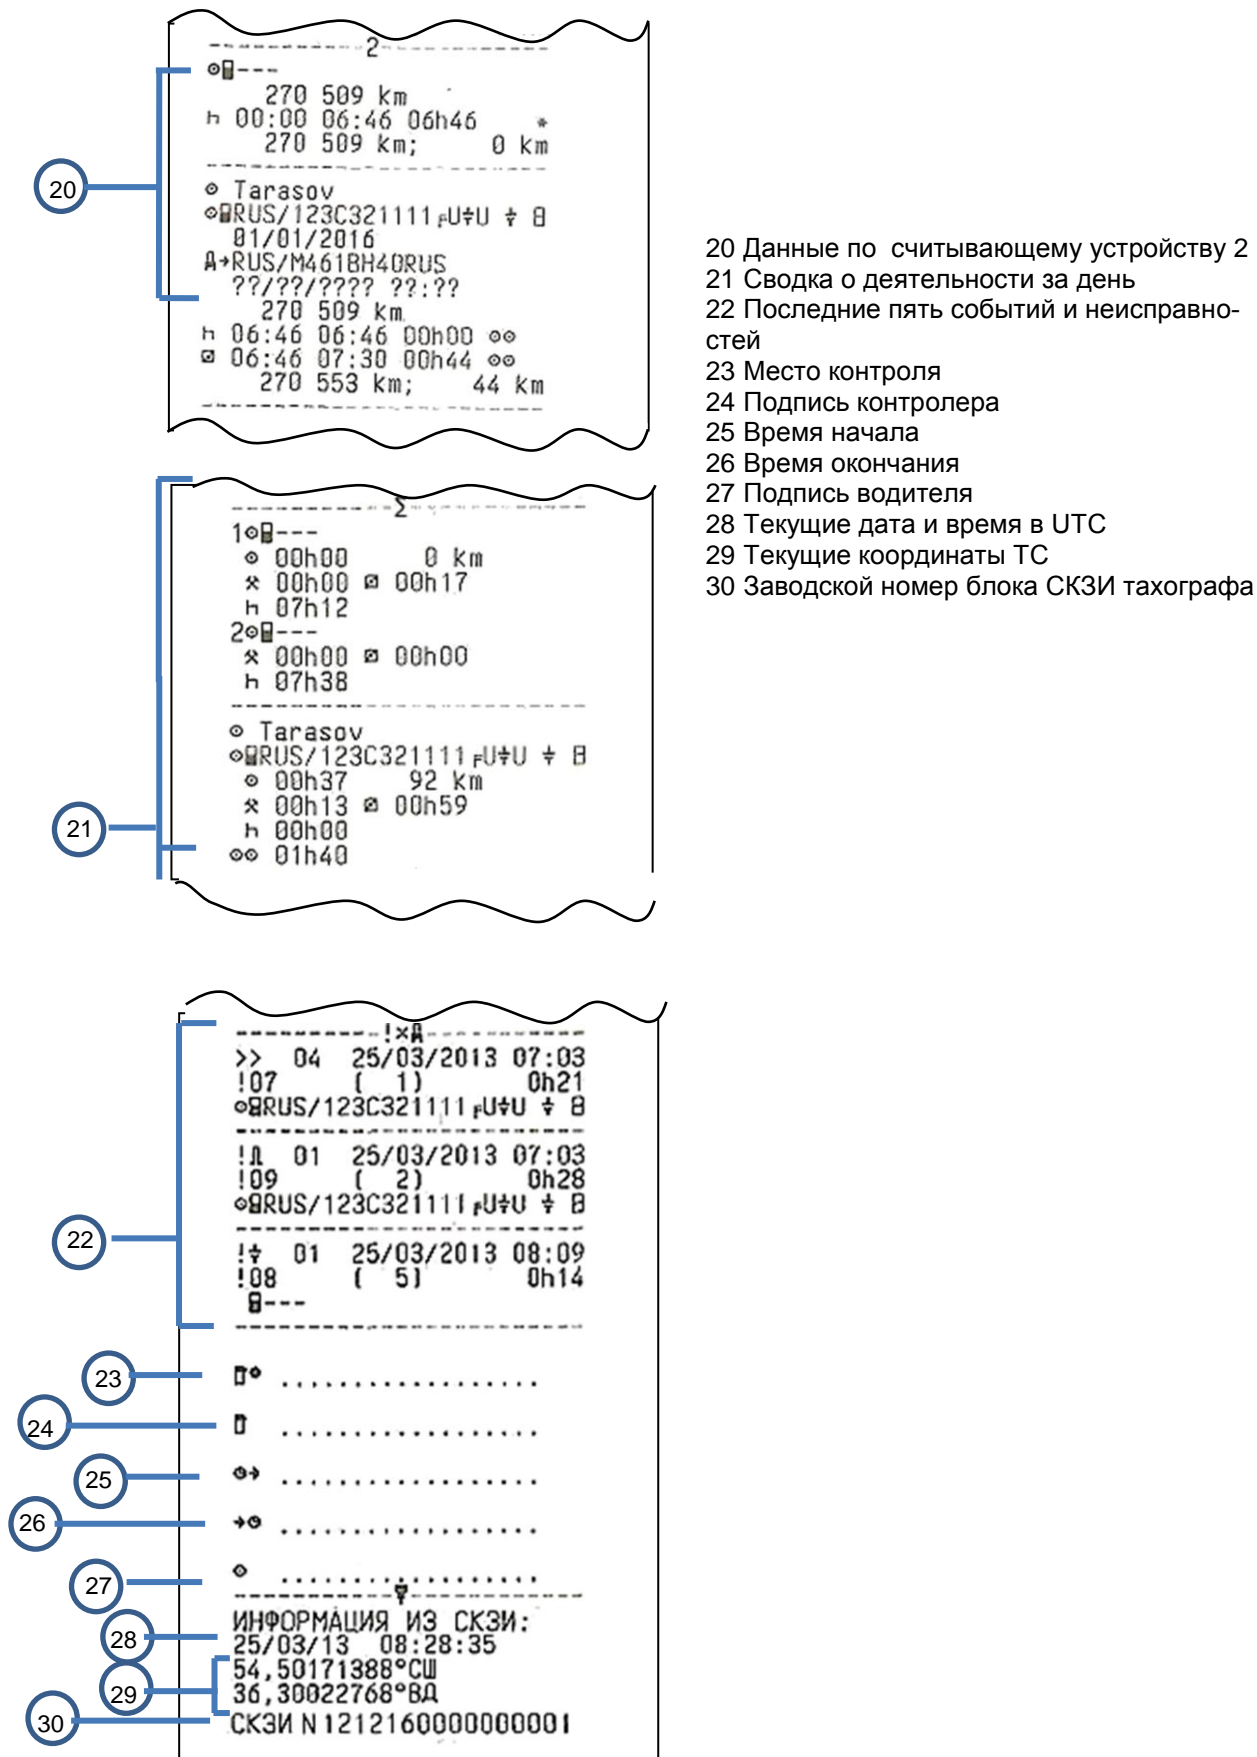 2
---
270 509 km
00:00 06:46 06h46 *
270 509 km; 0 km
20
Tarasov
RUS/123C321111
01/01/2016
RUS/M461BH40RUS
??/??/???? ??:??
270 509 km
06:46 06:46 00h00
06:46 07:30 00h44
270 553 km; 44 km
20 Данные по считывающему устройству 2
21 Сводка о деятельности за день
22 Последние пять событий и неисправно-
стей
23 Место контроля
24 Подпись контролера
25 Время начала
26 Время окончания
27 Подпись водителя
28 Текущие дата и время в UTC
29 Текущие координаты ТС
30 Заводской номер блока СКЗИ тахографа
Σ
1 ---
00h00 0 km
00h00 00h17
07h12
2 ---
00h00 00h00
07h38
Tarasov
RUS/123C321111
00h37 92 km
00h13 00h59
21
00h00
01h40
!×
>> 04 25/03/2013 07:03
!07 ( 1) 0h21
RUS/123C321111
! 01 25/03/2013 07:03
!09 ( 2) 0h28
RUS/123C321111
22
! 01 25/03/2013 08:09
!08 ( 5) 0h14
---
23 ..................
24 ..................
25 ..................
26 ..................
27 ..................
ИНФОРМАЦИЯ ИЗ СКЗИ:
28
25/03/13 08:28:35
54,50171388°СШ
29
36,30022768°ВД
30
СКЗИ N1212160000000001